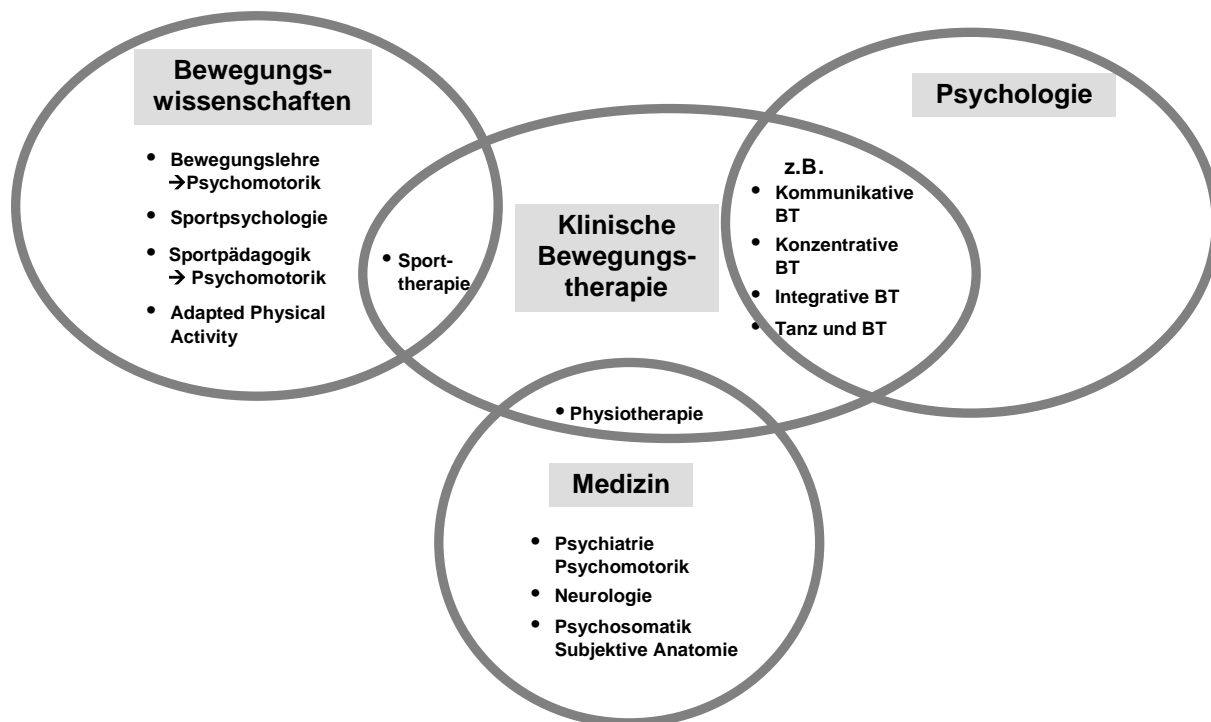 Bewegungs-
wissenschaften
• Bewegungslehre
→Psychomotorik
• Sportpsychologie
• Sportpädagogik
→ Psychomotorik
• Adapted Physical
Activity
• Sport-
therapie
Klinische
Bewegungs-
therapie
Psychologie
z.B.
• Kommunikative
BT
• Konzentrative
BT
• Integrative BT
• Tanz und BT
• Physiotherapie
Medizin
• Psychiatrie
Psychomotorik
• Neurologie
• Psychosomatik
Subjektive Anatomie